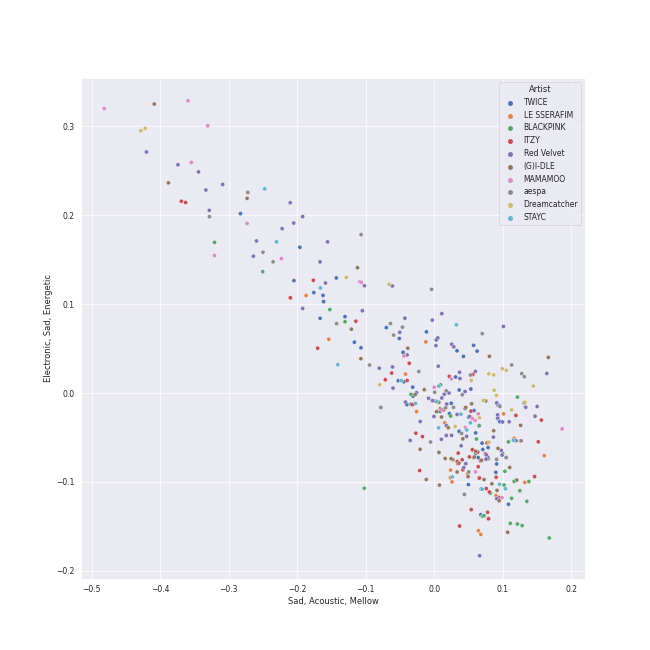 Artist
TWICE
LE SSERAFIM
BLACKPINK
ITZY
Red Velvet
(G)I-DLE
MAMAMOO
aespa
Dreamcatcher
STAYC
Electronic, Sad, Energetic
0.3
0.2
0.1
0.0
−0.1
−0.2
−0.5
−0.4
−0.3
−0.2
−0.1
0.0
0.1
0.2
Sad, Acoustic, Mellow